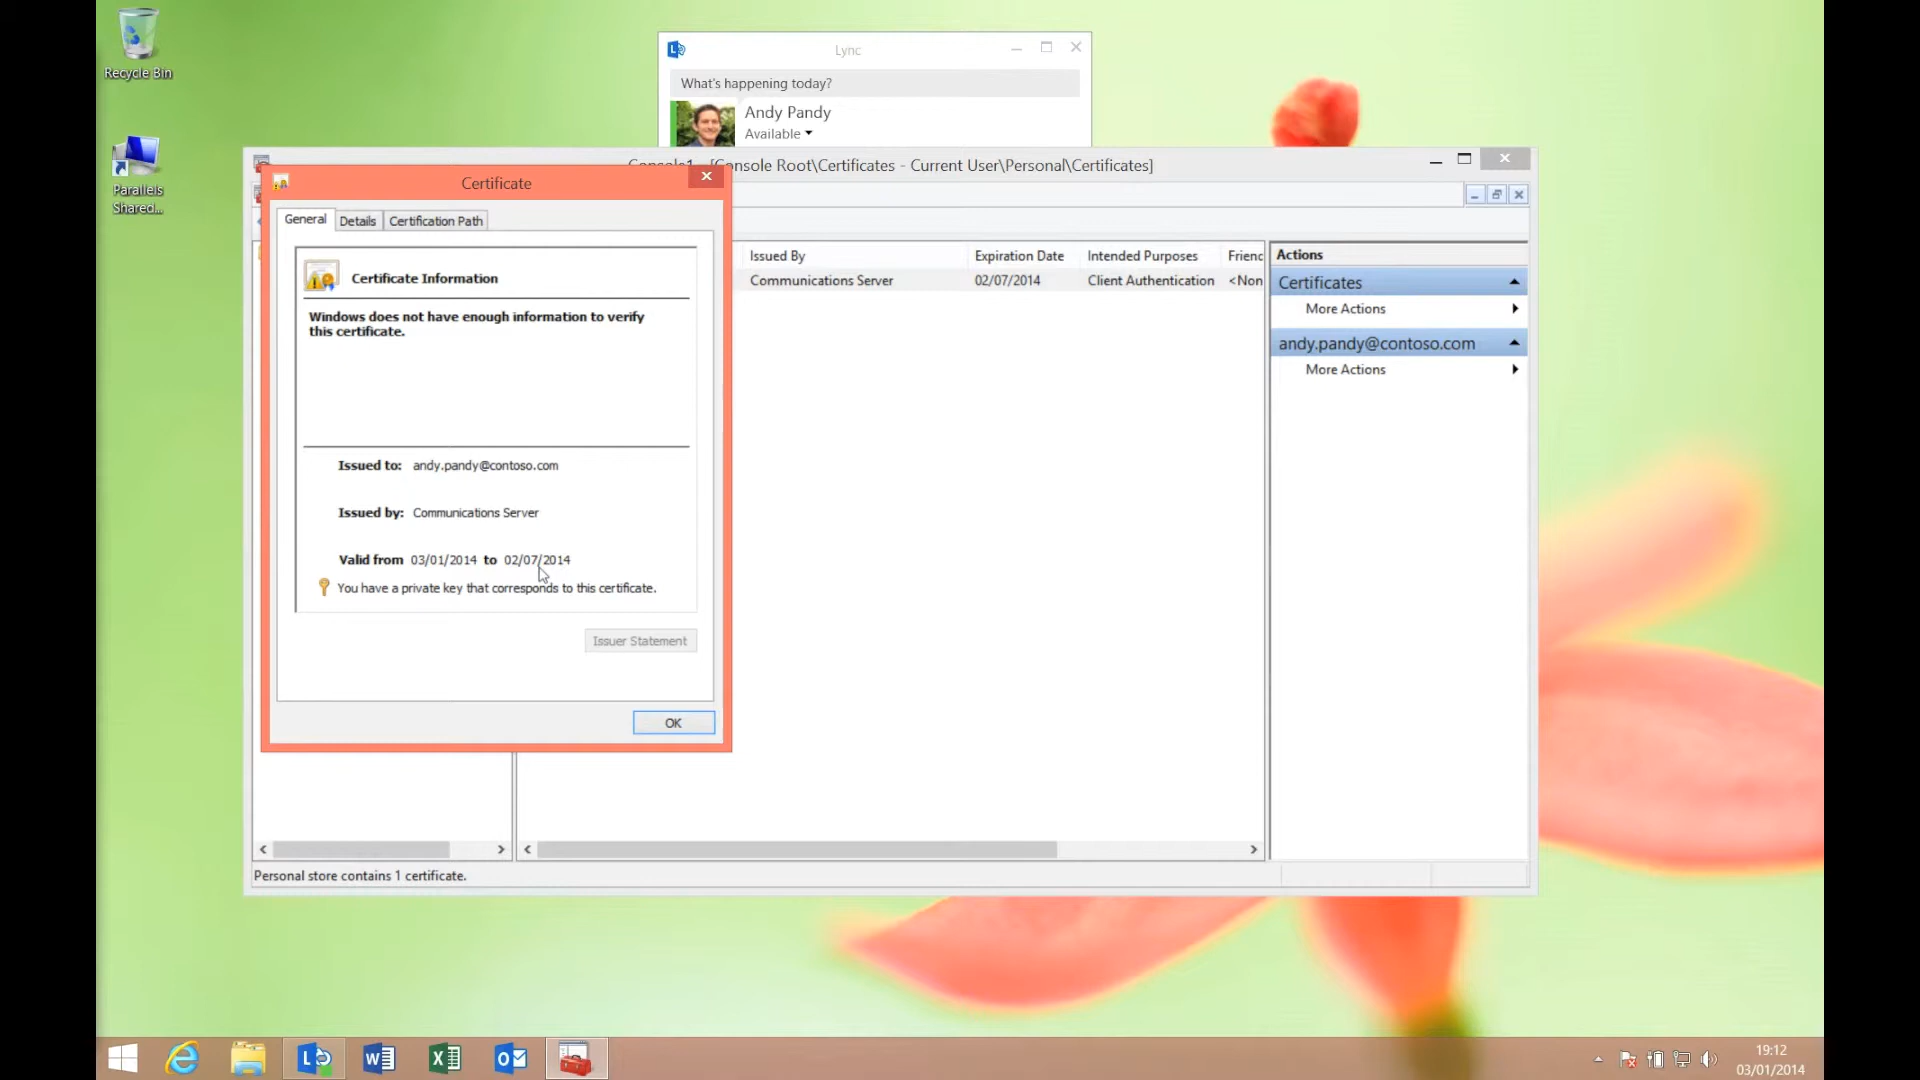 Recycle Bin
Parallels
Shared...
Lync
What's happening today?
Andy Pandy
Available
[Console Root\Certificates - Current User\Personal\Certificates]
Certificate
General
Details
Certification Path
Certificate Information
Windows does not have enough information to verify
this certificate.
Issued to: andy.pandy@contoso.com
Issued by: Communications Server
Valid from 03/01/2014 to 02/07/2014
You have a private key that corresponds to this certificate.
Issuer Statement
OK
Issued By
Expiration Date
Intended Purposes
Frienc
Communications Server
02/07/2014
Client Authentication
<Non
Actions
Certificates
More Actions
andy.pandy@contoso.com
More Actions
Personal store contains 1 certificate.
19:12
03/01/2014